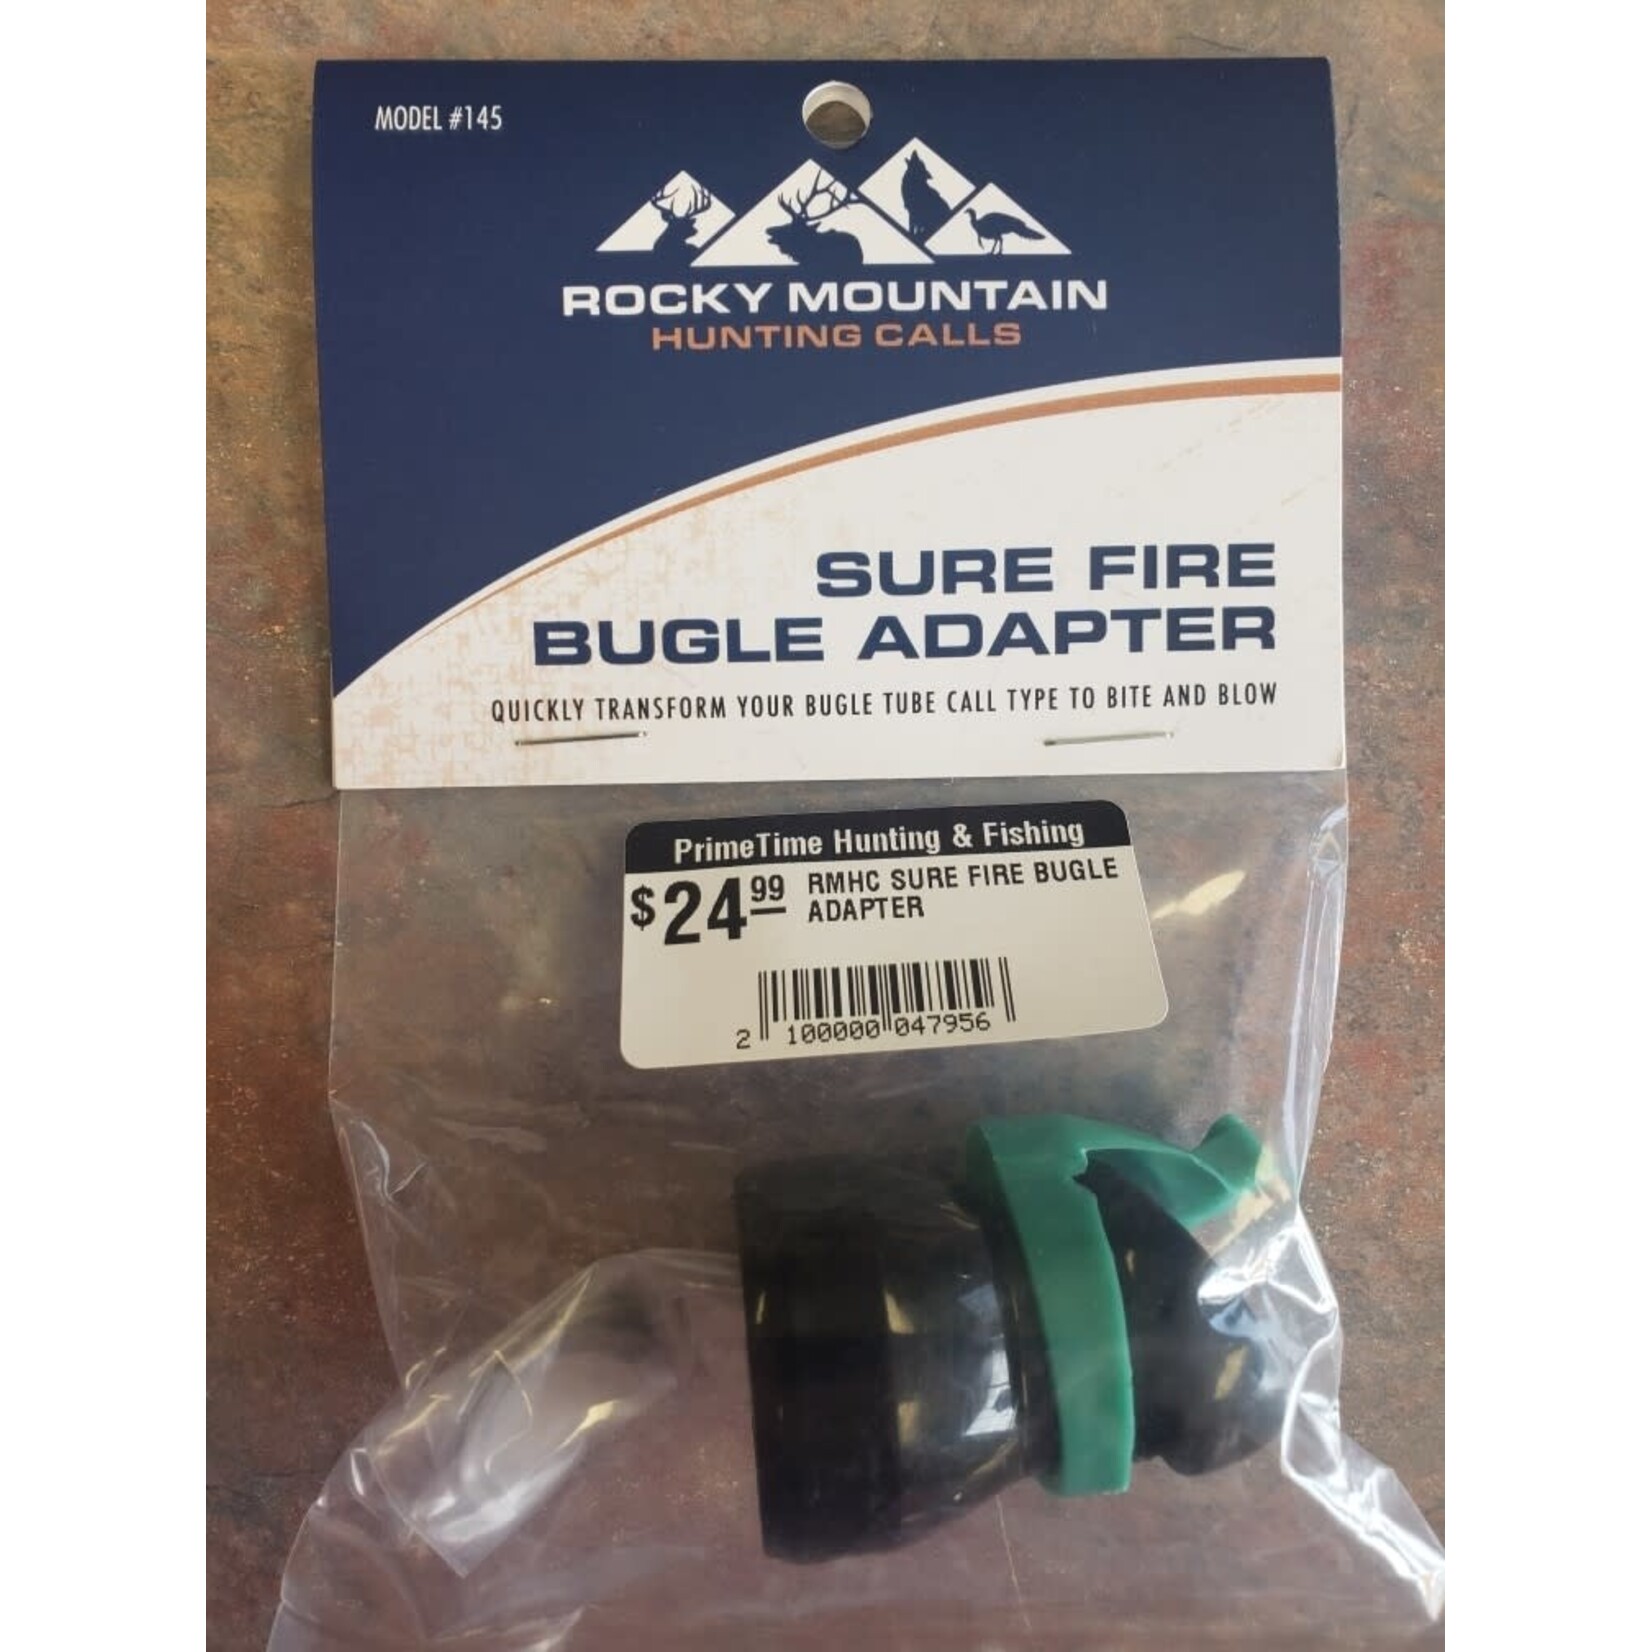 MODEL #145
ROCKY MOUNTAIN
HUNTING CALLS
SURE FIRE
BUGLE ADAPTER
QUICKLY TRANSFORM YOUR BUGLE TUBE CALL TYPE TO BITE AND BLOW
PrimeTime Hunting & Fishing
$24.99 RMHC SURE FIRE BUGLE
ADAPTER
2 100000 047956